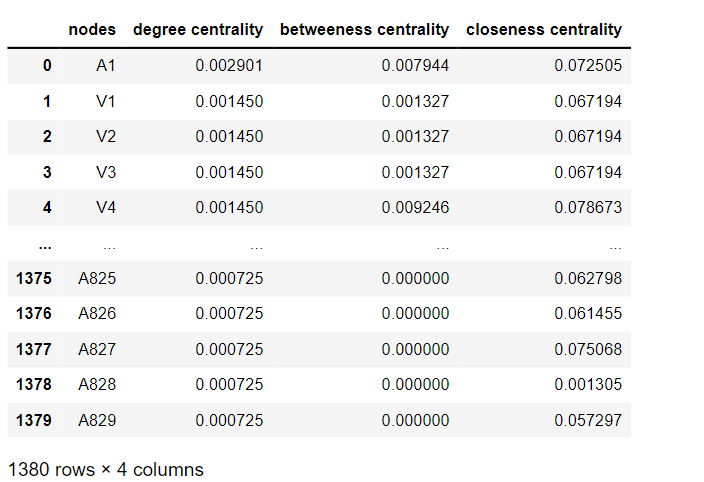 nodes degree centrality betweeness centrality closeness centrality
0 A1 0.002901 0.007944 0.072505
1 V1 0.001450 0.001327 0.067194
2 V2 0.001450 0.001327 0.067194
3 V3 0.001450 0.001327 0.067194
4 V4 0.001450 0.009246 0.078673
... ... ... ... ...
1375 A825 0.000725 0.000000 0.062798
1376 A826 0.000725 0.000000 0.061455
1377 A827 0.000725 0.000000 0.075068
1378 A828 0.000725 0.000000 0.001305
1379 A829 0.000725 0.000000 0.057297
1380 rows × 4 columns